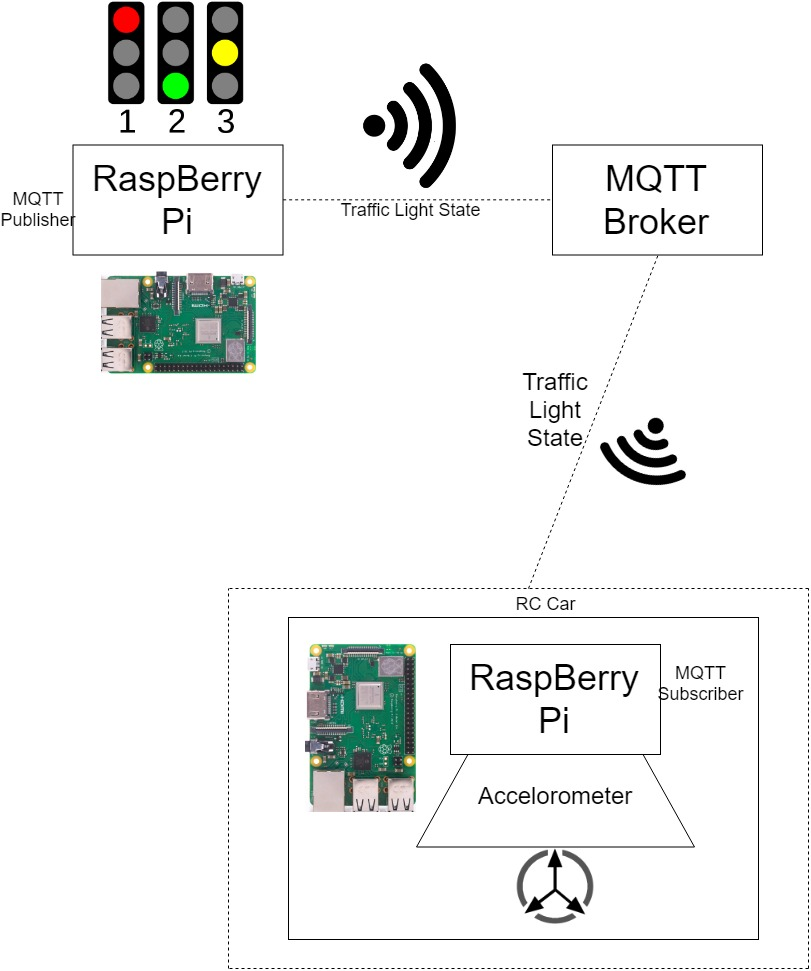 1 2 3
MQTT
Publisher
RaspBerry
Pi
Traffic Light State
MQTT
Broker
Traffic
Light
State
RC Car
RaspBerry
Pi
MQTT
Subscriber
Accelorometer